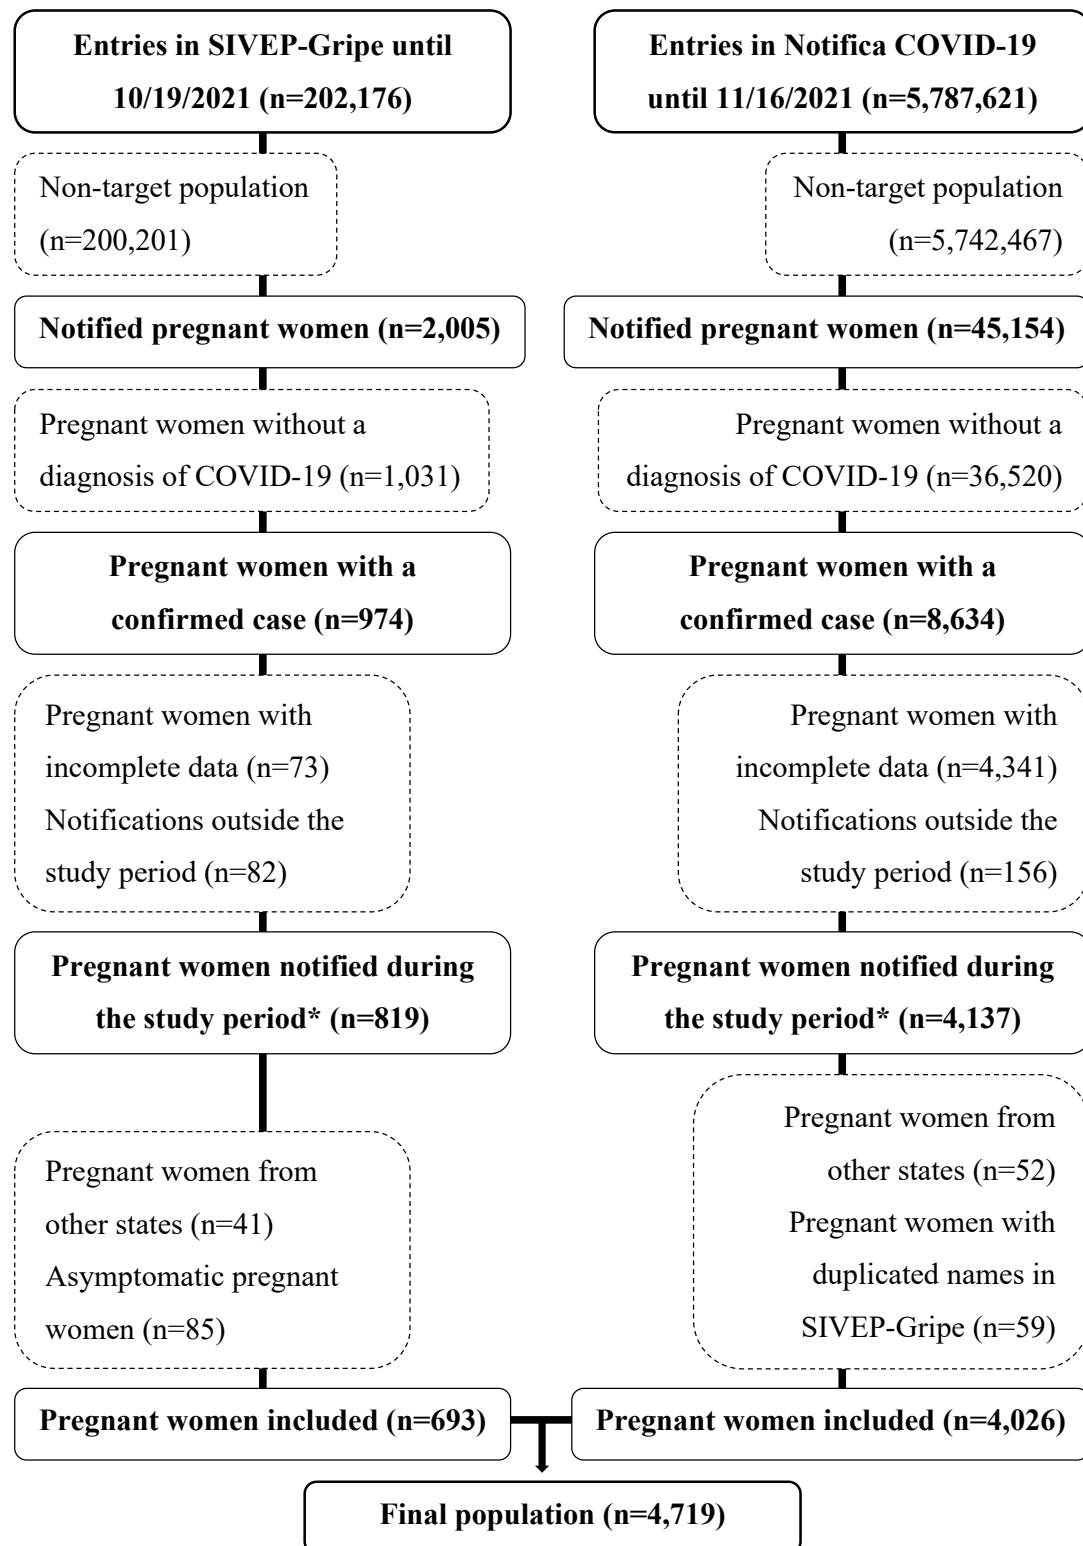 Entries in SIVEP-Gripe until
10/19/2021 (n=202,176)
Non-target population
(n=200,201)
Notified pregnant women (n=2,005)
Pregnant women without a
diagnosis of COVID-19 (n=1,031)
Pregnant women with a
confirmed case (n=974)
Pregnant women with
incomplete data (n=73)
Notifications outside the
study period (n=82)
Pregnant women notified during
the study period* (n=819)
Pregnant women from
other states (n=41)
Asymptomatic pregnant
women (n=85)
Pregnant women included (n=693)
Entries in Notifica COVID-19
until 11/16/2021 (n=5,787,621)
Non-target population
(n=5,742,467)
Notified pregnant women (n=45,154)
Pregnant women without a
diagnosis of COVID-19 (n=36,520)
Pregnant women with a
confirmed case (n=8,634)
Pregnant women with
incomplete data (n=4,341)
Notifications outside the
study period (n=156)
Pregnant women notified during
the study period* (n=4,137)
Pregnant women from
other states (n=52)
Pregnant women with
duplicated names in
SIVEP-Gripe (n=59)
Pregnant women included (n=4,026)
Final population (n=4,719)